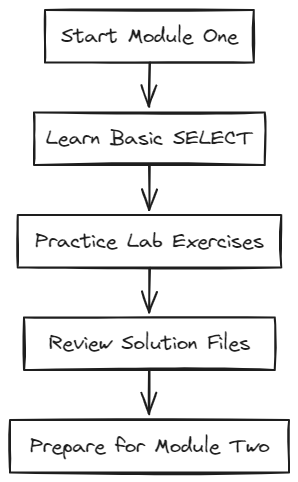 Start Module One
Learn Basic SELECT
Practice Lab Exercises
Review Solution Files
Prepare for Module Two